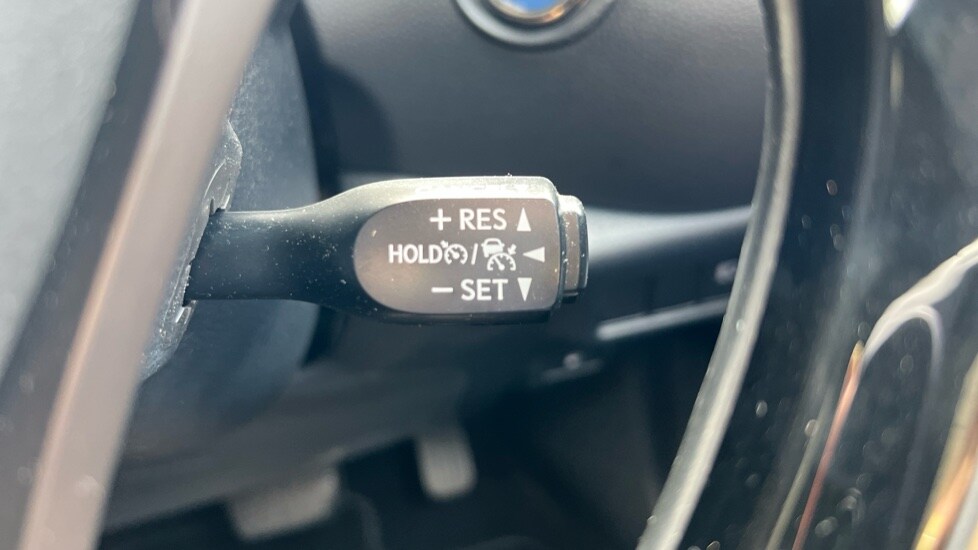 + RES ▲
HOLD / ◀
− SET ▼